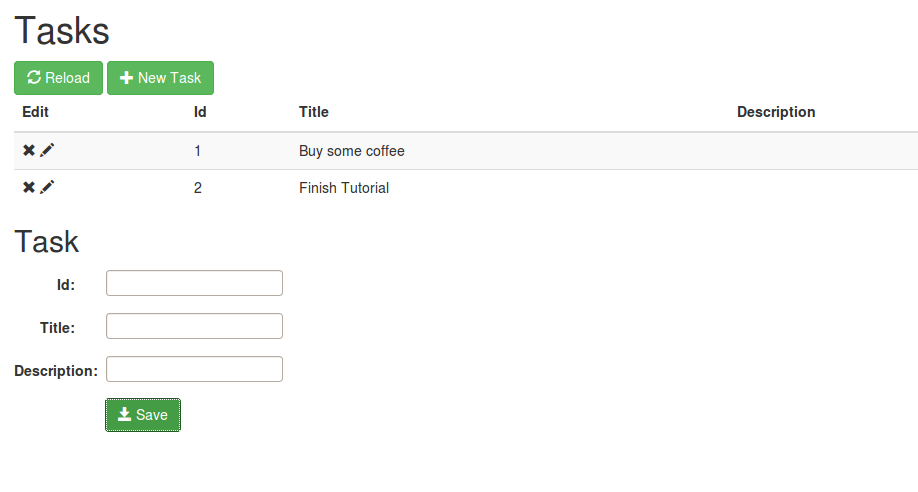 Tasks
Reload New Task
Edit Id Title Description
1 Buy some coffee
2 Finish Tutorial
Task
Id:
Title:
Description:
Save